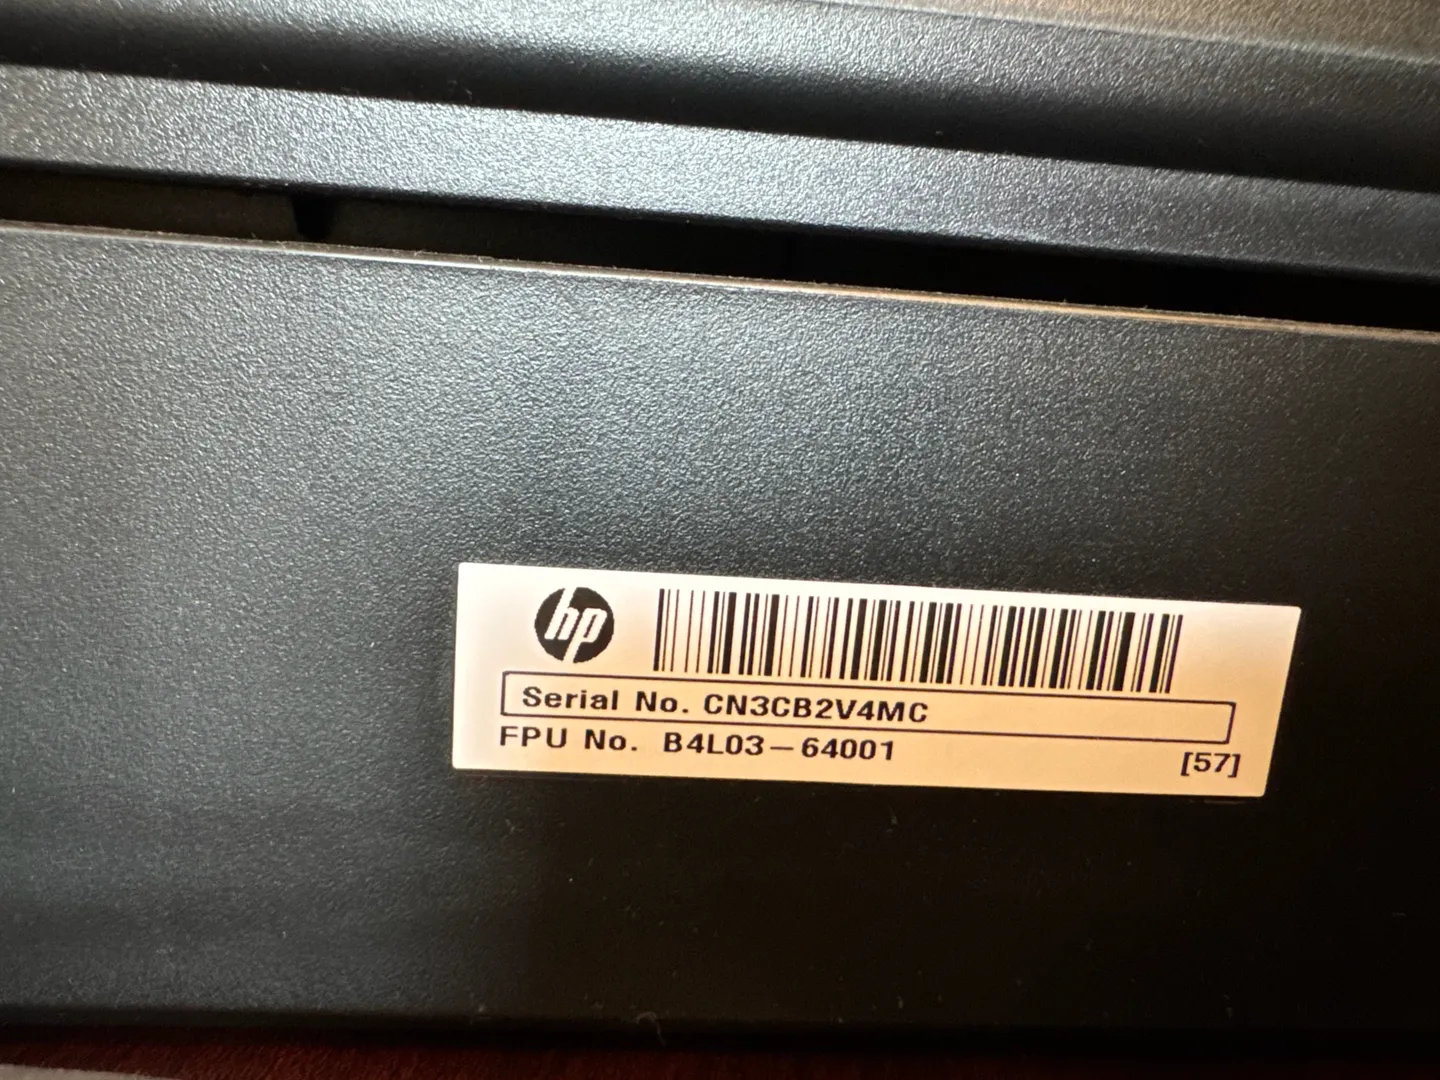 hp
Serial No. CN3CB2V4MC
FPU No. B4L03-64001
[57]